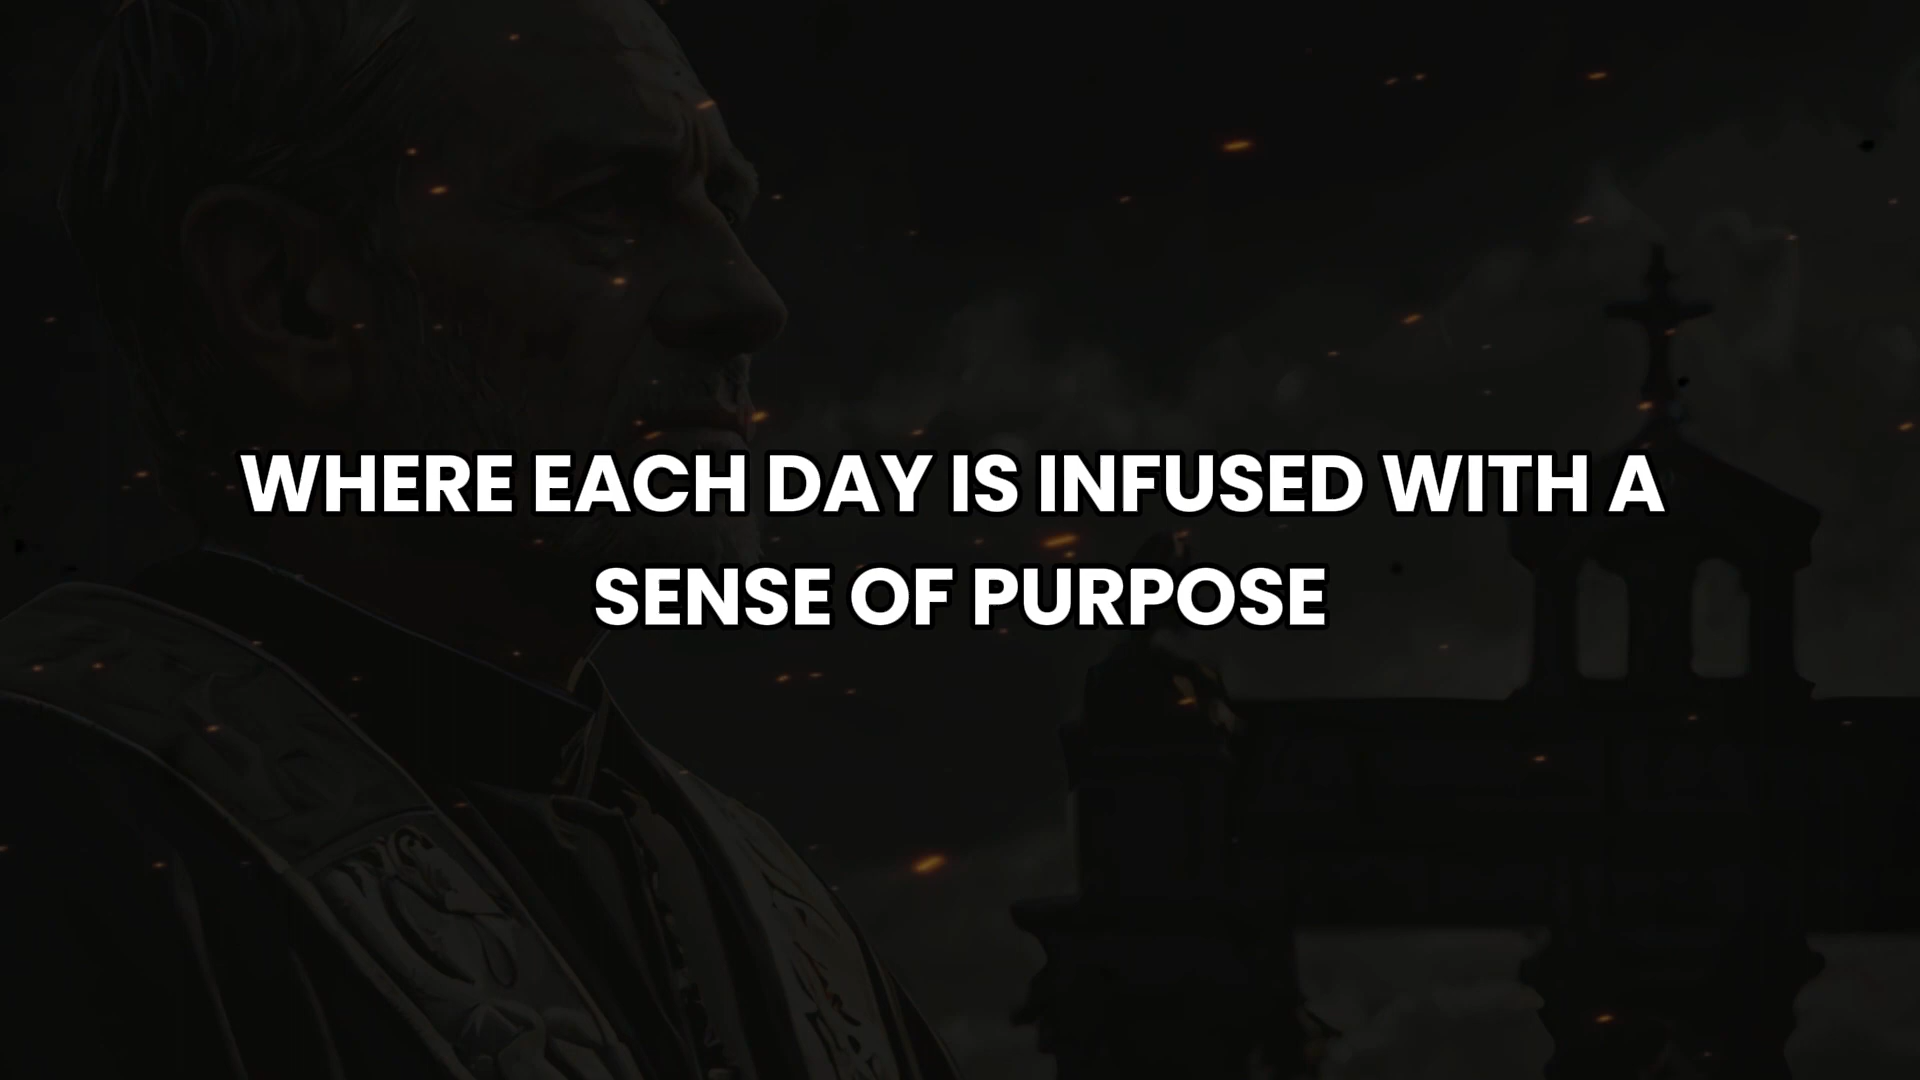 WHERE EACH DAY IS INFUSED WITH A
SENSE OF PURPOSE